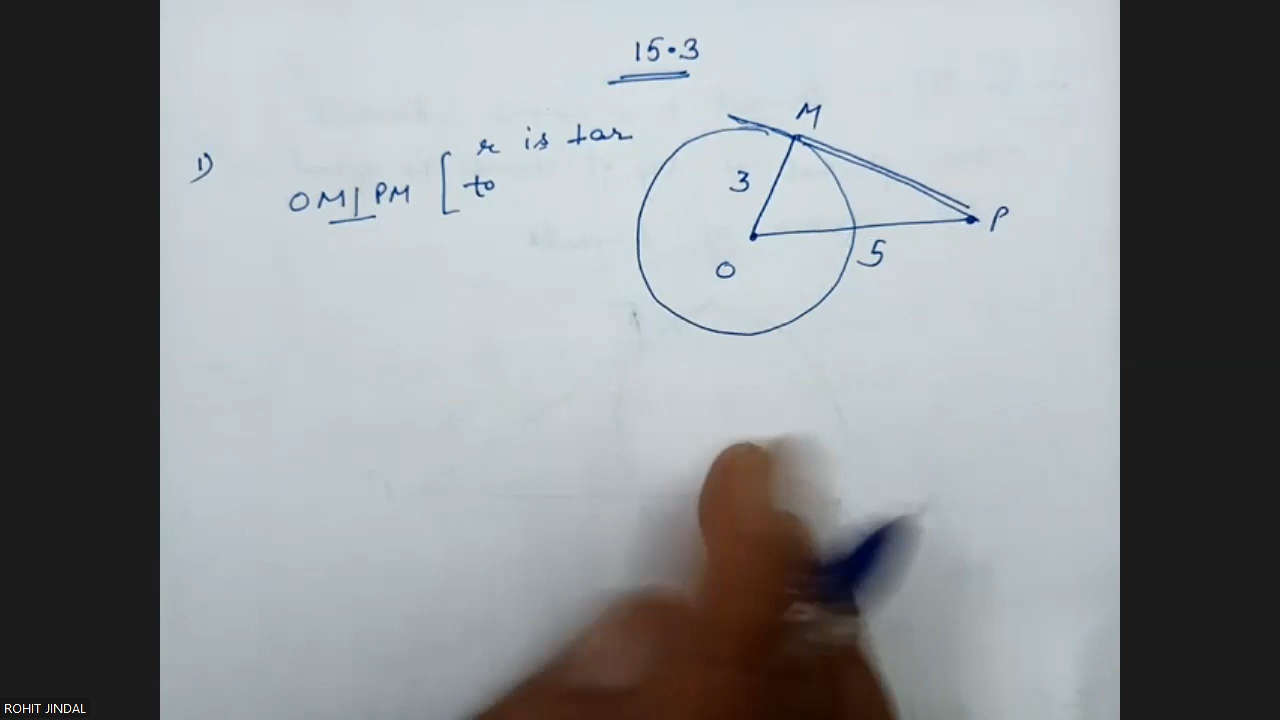 15.3
1)
OM⊥PM [ r is tar
to
M
3
P
5
O
ROHIT JINDAL